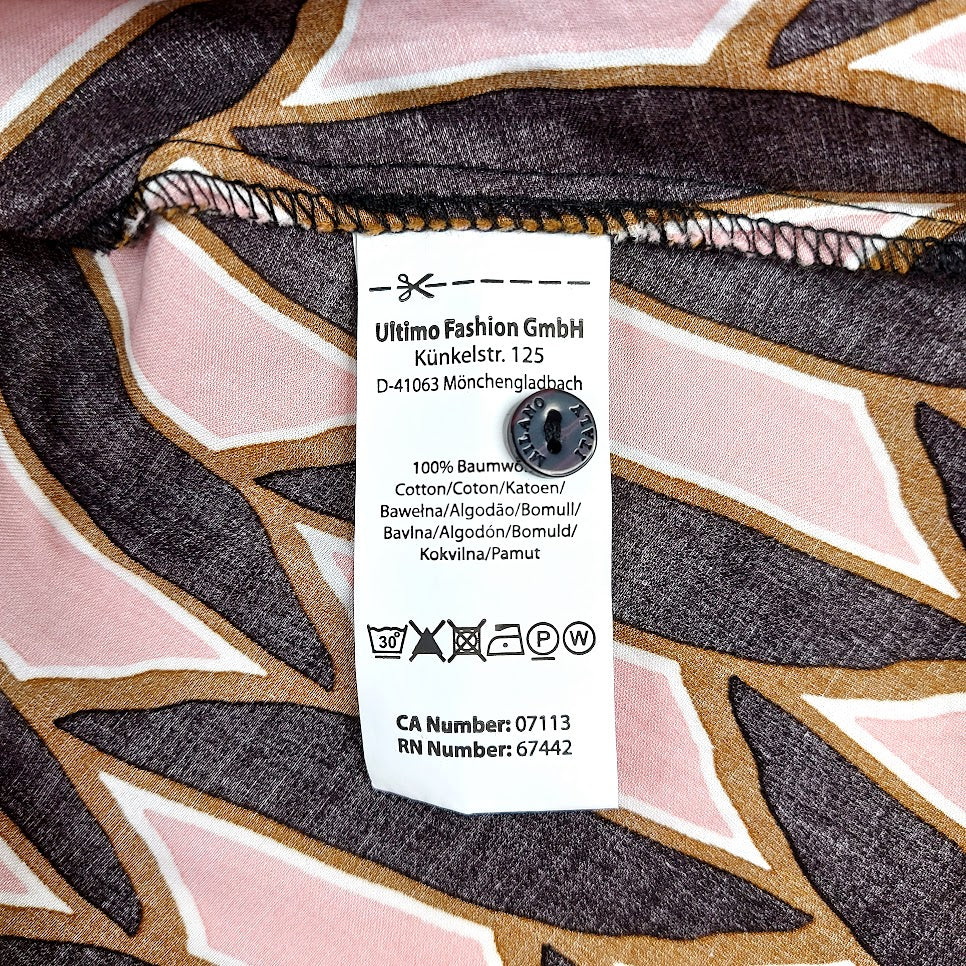 Ultimo Fashion GmbH
Künkelstr. 125
D-41063 Mönchengladbach
MILANO ITALY
100%
Cotton/Coton/Katoen/
Bawełna/Algodão/Bomull/
Bavlna/Algodón/Bomuld/
Kokvilna/Pamut
30°
P
W
CA Number: 07113
RN Number: 67442